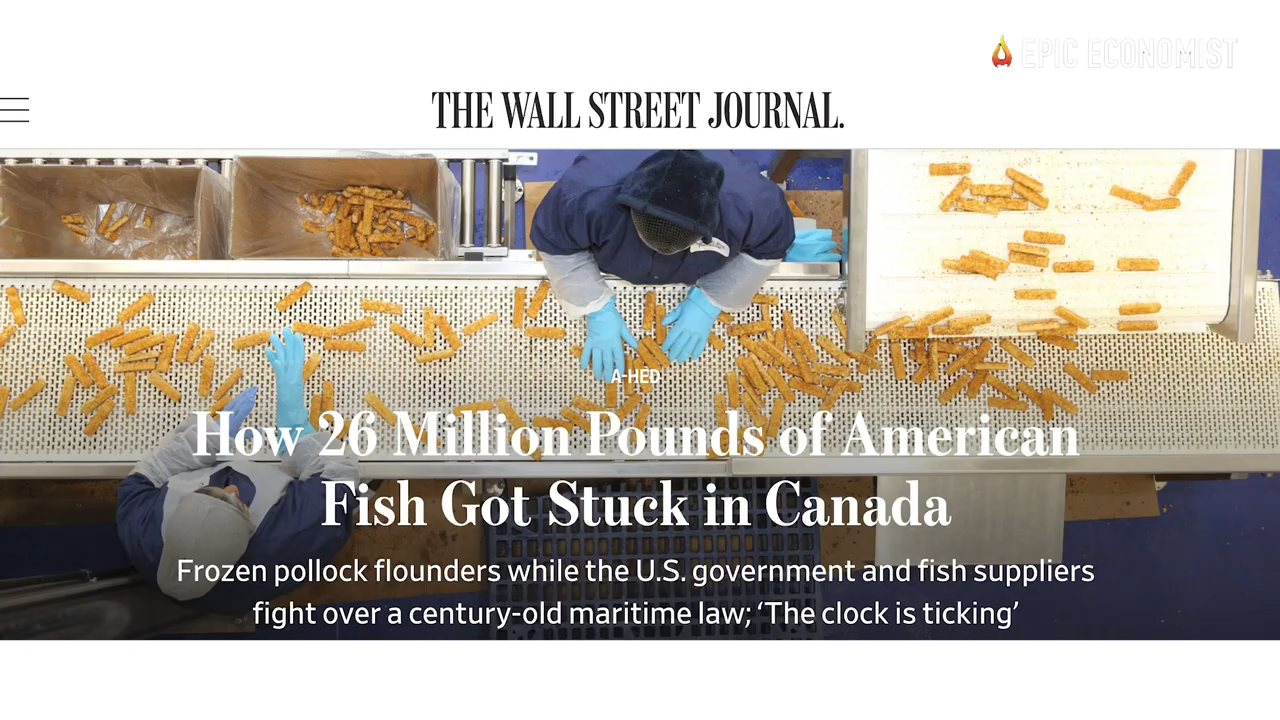 EPIC ECONOMIST
THE WALL STREET JOURNAL.
A-HED
How 26 Million Pounds of American
Fish Got Stuck in Canada
Frozen pollock flounders while the U.S. government and fish suppliers
fight over a century-old maritime law; ‘The clock is ticking’